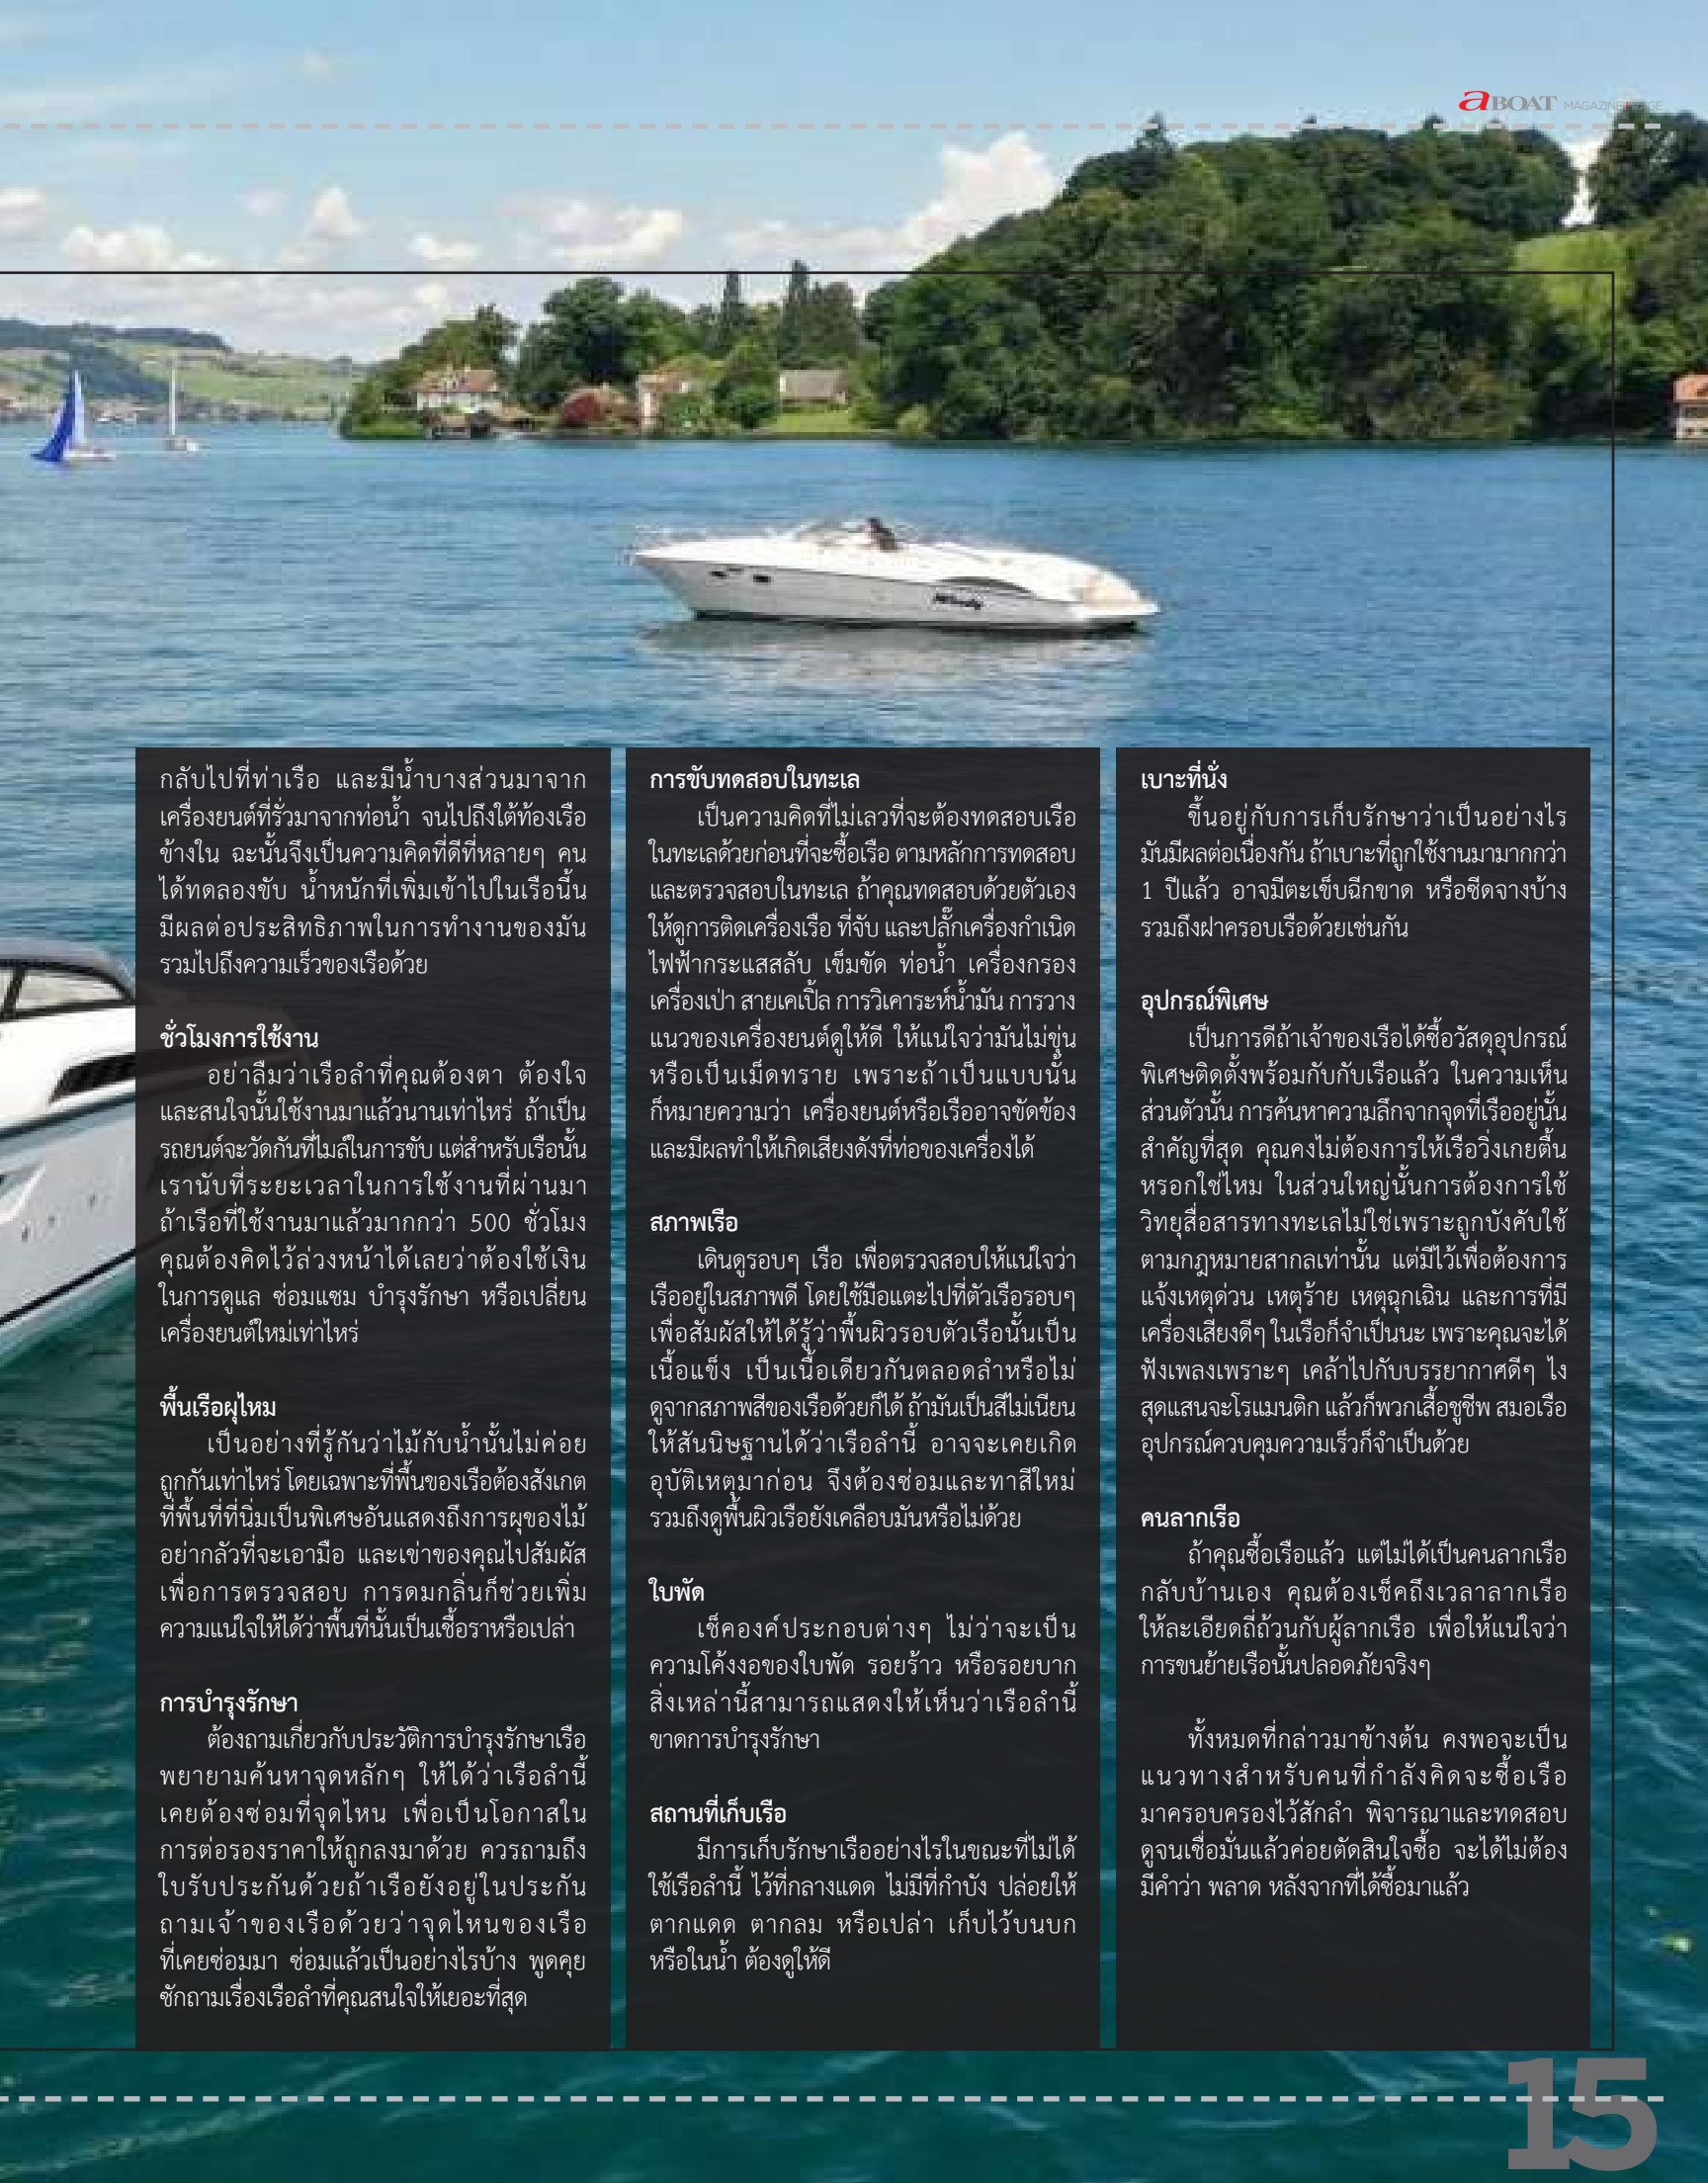 aBOAT MAGAZINE
กลับไปที่ท่าเรือ และมีน้ำบางส่วนมาจาก
เครื่องยนต์ที่รั่วมาจากท่อน้ำ จนไปถึงใต้ท้องเรือ
ข้างใน ฉะนั้นจึงเป็นความคิดที่ดีที่หลายๆ คน
ได้ทดลองขับ น้ำหนักที่เพิ่มเข้าไปในเรือนั้น
มีผลต่อประสิทธิภาพในการทำงานของมัน
รวมไปถึงความเร็วของเรือด้วย
ชั่วโมงการใช้งาน
อย่าลืมว่าเรือลำที่คุณต้องตา ต้องใจ
และสนใจนั้นใช้งานมาแล้วนานเท่าไหร่ ถ้าเป็น
รถยนต์จะวัดกันที่ไมล์ในการขับ แต่สำหรับเรือนั้น
เรานับที่ระยะเวลาในการใช้งานที่ผ่านมา
ถ้าเรือที่ใช้งานมาแล้วมากกว่า 500 ชั่วโมง
คุณต้องคิดไว้ล่วงหน้าได้เลยว่าต้องใช้เงิน
ในการดูแล ซ่อมแซม บำรุงรักษา หรือเปลี่ยน
เครื่องยนต์ใหม่เท่าไหร่
พื้นเรือผุไหม
เป็นอย่างที่รู้กันว่าไม้กับน้ำนั้นไม่ค่อย
ถูกกันเท่าไหร่ โดยเฉพาะที่พื้นของเรือต้องสังเกต
ที่พื้นที่ที่นิ่มเป็นพิเศษอันแสดงถึงการผุของไม้
อย่ากลัวที่จะเอามือ และเข่าของคุณไปสัมผัส
เพื่อการตรวจสอบ การดมกลิ่นก็ช่วยเพิ่ม
ความแน่ใจให้ได้ว่าพื้นที่นั้นเป็นเชื้อราหรือเปล่า
การบำรุงรักษา
ต้องถามเกี่ยวกับประวัติการบำรุงรักษาเรือ
พยายามค้นหาจุดหลักๆ ให้ได้ว่าเรือลำนี้
เคยต้องซ่อมที่จุดไหน เพื่อเป็นโอกาสใน
การต่อรองราคาให้ถูกลงมาด้วย ควรถามถึง
ใบรับประกันด้วยถ้าเรือยังอยู่ในประกัน
ถามเจ้าของเรือด้วยว่าจุดไหนของเรือ
ที่เคยซ่อมมา ซ่อมแล้วเป็นอย่างไรบ้าง พูดคุย
ซักถามเรื่องเรือลำที่คุณสนใจให้เยอะที่สุด
การขับทดสอบในทะเล
เป็นความคิดที่ไม่เลวที่จะต้องทดสอบเรือ
ในทะเลด้วยก่อนที่จะซื้อเรือ ตามหลักการทดสอบ
และตรวจสอบในทะเล ถ้าคุณทดสอบด้วยตัวเอง
ให้ดูการติดเครื่องเรือ ที่จับ และปลั๊กเครื่องกำเนิด
ไฟฟ้ากระแสสลับ เข็มขัด ท่อน้ำ เครื่องกรอง
เครื่องเป่า สายเคเปิ้ล การวิเคาระห์น้ำมัน การวาง
แนวของเครื่องยนต์ดูให้ดี ให้แน่ใจว่ามันไม่ขุ่น
หรือเป็นเม็ดทราย เพราะถ้าเป็นแบบนั้น
ก็หมายความว่า เครื่องยนต์หรือเรืออาจขัดข้อง
และมีผลทำให้เกิดเสียงดังที่ท่อของเครื่องได้
สภาพเรือ
เดินดูรอบๆ เรือ เพื่อตรวจสอบให้แน่ใจว่า
เรืออยู่ในสภาพดี โดยใช้มือแตะไปที่ตัวเรือรอบๆ
เพื่อสัมผัสให้ได้รู้ว่าพื้นผิวรอบตัวเรือนั้นเป็น
เนื้อแข็ง เป็นเนื้อเดียวกันตลอดลำหรือไม่
ดูจากสภาพสีของเรือด้วยก็ได้ ถ้ามันเป็นสีไม่เนียน
ให้สันนิษฐานได้ว่าเรือลำนี้ อาจจะเคยเกิด
อุบัติเหตุมาก่อน จึงต้องซ่อมและทาสีใหม่
รวมถึงดูพื้นผิวเรือยังเคลือบมันหรือไม่ด้วย
ใบพัด
เช็คองค์ประกอบต่างๆ ไม่ว่าจะเป็น
ความโค้งงอของใบพัด รอยร้าว หรือรอยบาก
สิ่งเหล่านี้สามารถแสดงให้เห็นว่าเรือลำนี้
ขาดการบำรุงรักษา
สถานที่เก็บเรือ
มีการเก็บรักษาเรืออย่างไรในขณะที่ไม่ได้
ใช้เรือลำนี้ ไว้ที่กลางแดด ไม่มีที่กำบัง ปล่อยให้
ตากแดด ตากลม หรือเปล่า เก็บไว้บนบก
หรือในน้ำ ต้องดูให้ดี
เบาะที่นั่ง
ขึ้นอยู่กับการเก็บรักษาว่าเป็นอย่างไร
มันมีผลต่อเนื่องกัน ถ้าเบาะที่ถูกใช้งานมามากกว่า
1 ปีแล้ว อาจมีตะเข็บฉีกขาด หรือซีดจางบ้าง
รวมถึงฝาครอบเรือด้วยเช่นกัน
อุปกรณ์พิเศษ
เป็นการดีถ้าเจ้าของเรือได้ซื้อวัสดุอุปกรณ์
พิเศษติดตั้งพร้อมกับกับเรือแล้ว ในความเห็น
ส่วนตัวนั้น การค้นหาความลึกจากจุดที่เรืออยู่นั้น
สำคัญที่สุด คุณคงไม่ต้องการให้เรือวิ่งเกยตื้น
หรอกใช่ไหม ในส่วนใหญ่นั้นการต้องการใช้
วิทยุสื่อสารทางทะเลไม่ใช่เพราะถูกบังคับใช้
ตามกฎหมายสากลเท่านั้น แต่มีไว้เพื่อต้องการ
แจ้งเหตุด่วน เหตุร้าย เหตุฉุกเฉิน และการที่มี
เครื่องเสียงดีๆ ในเรือก็จำเป็นนะ เพราะคุณจะได้
ฟังเพลงเพราะๆ เคล้าไปกับบรรยากาศดีๆ ไง
สุดแสนจะโรแมนติก แล้วก็พวกเสื้อชูชีพ สมอเรือ
อุปกรณ์ควบคุมความเร็วก็จำเป็นด้วย
คนลากเรือ
ถ้าคุณซื้อเรือแล้ว แต่ไม่ได้เป็นคนลากเรือ
กลับบ้านเอง คุณต้องเช็คถึงเวลาลากเรือ
ให้ละเอียดถี่ถ้วนกับผู้ลากเรือ เพื่อให้แน่ใจว่า
การขนย้ายเรือนั้นปลอดภัยจริงๆ
ทั้งหมดที่กล่าวมาข้างต้น คงพอจะเป็น
แนวทางสำหรับคนที่กำลังคิดจะซื้อเรือ
มาครอบครองไว้สักลำ พิจารณาและทดสอบ
ดูจนเชื่อมั่นแล้วค่อยตัดสินใจซื้อ จะได้ไม่ต้อง
มีคำว่า พลาด หลังจากที่ได้ซื้อมาแล้ว
15